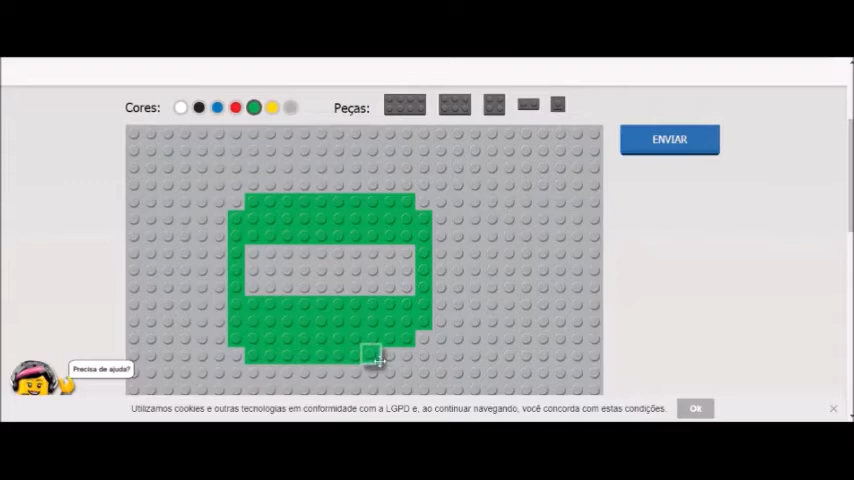 Cores:
Peças:
ENVIAR
Precisa de ajuda?
Utilizamos cookies e outras tecnologias em conformidade com a LGPD e, ao continuar navegando, você concorda com estas condições.
Ok